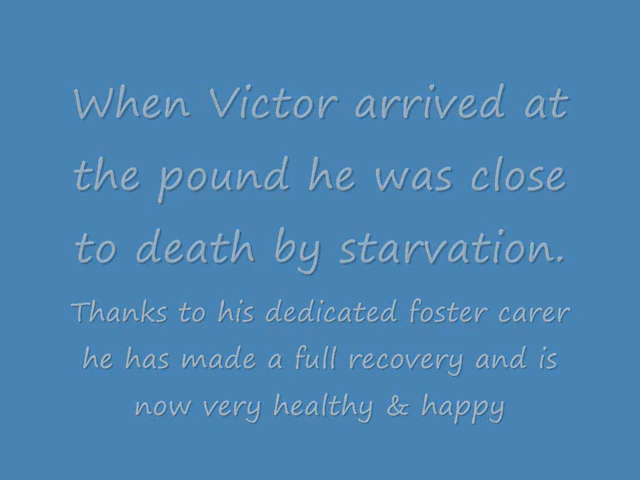 When Victor arrived at
the pound he was close
to death by starvation.
Thanks to his dedicated foster carer
he has made a full recovery and is
now very healthy & happy